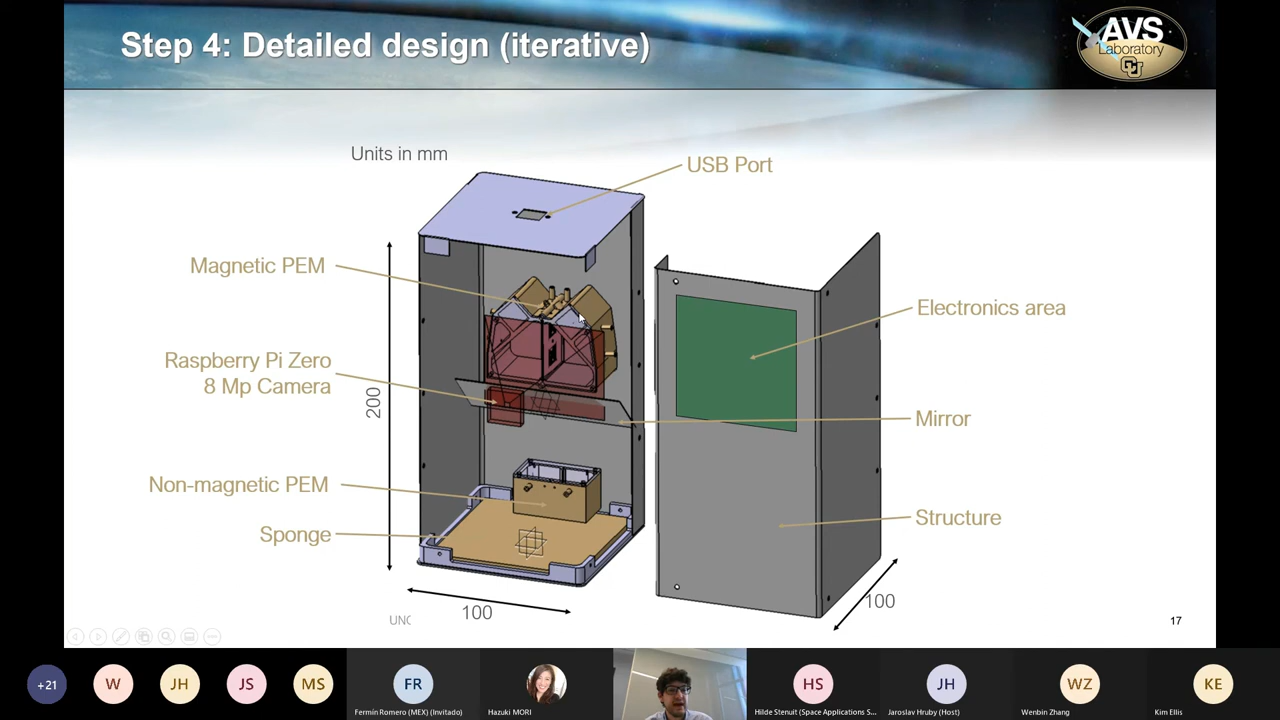 Step 4: Detailed design (iterative)
AVS
Laboratory
CU
Units in mm
USB Port
Magnetic PEM
Electronics area
Raspberry Pi Zero
8 Mp Camera
200
Mirror
Non-magnetic PEM
Structure
Sponge
100
100
UNC
17
+21
W
JH
JS
MS
FR
HS
JH
WZ
KE
Fermín Romero (MEX) (Invitado)
Hazuki MORI
Hilde Stenuit (Space Applications S...
Jaroslav Hruby (Host)
Wenbin Zhang
Kim Ellis